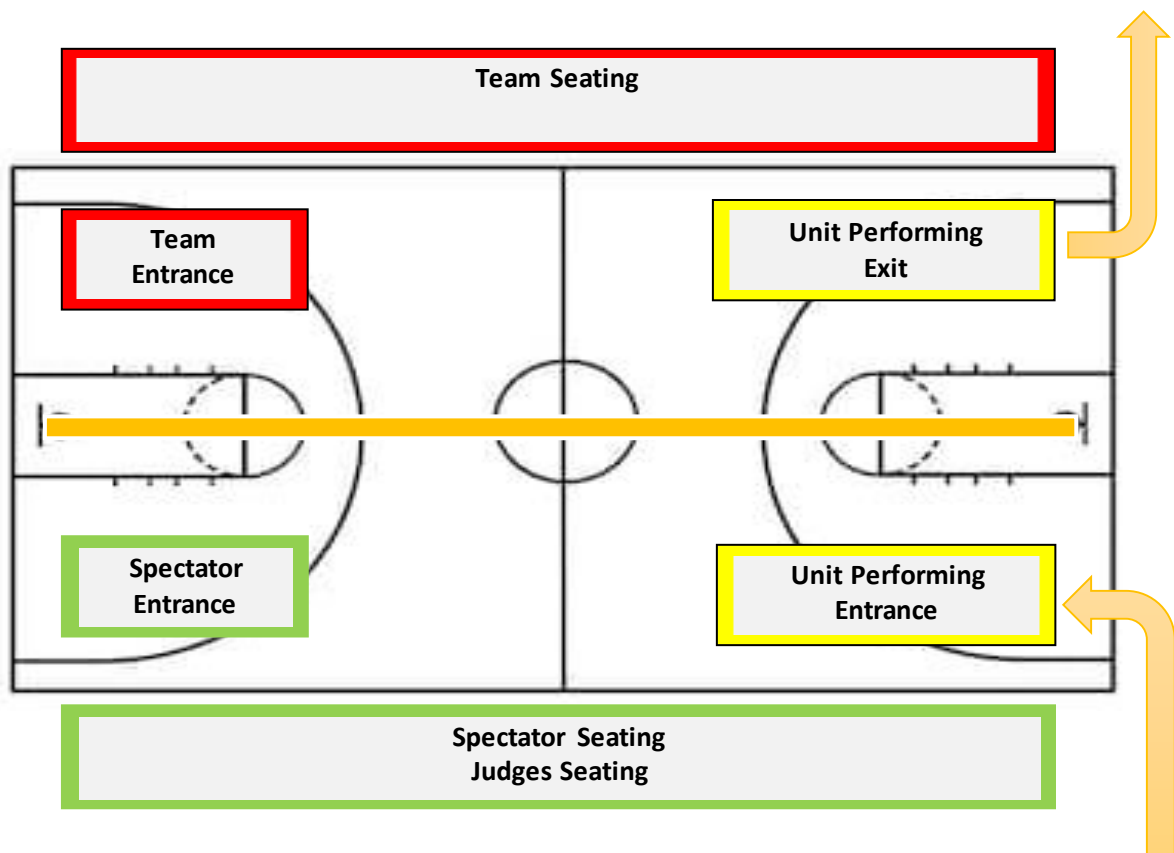 Team Seating
Team
Entrance
Unit Performing
Exit
Spectator
Entrance
Unit Performing
Entrance
Spectator Seating
Judges Seating